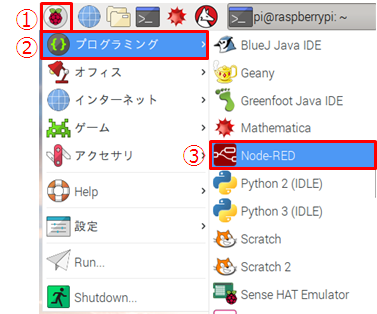 ①
pi@raspberrypi: ~
②
プログラミング
オフィス
インターネット
ゲーム
アクセサリ
Help
設定
Run...
Shutdown...
BlueJ Java IDE
Geany
Greenfoot Java IDE
Mathematica
③
Node-RED
Python 2 (IDLE)
Python 3 (IDLE)
Scratch
Scratch 2
Sense HAT Emulator